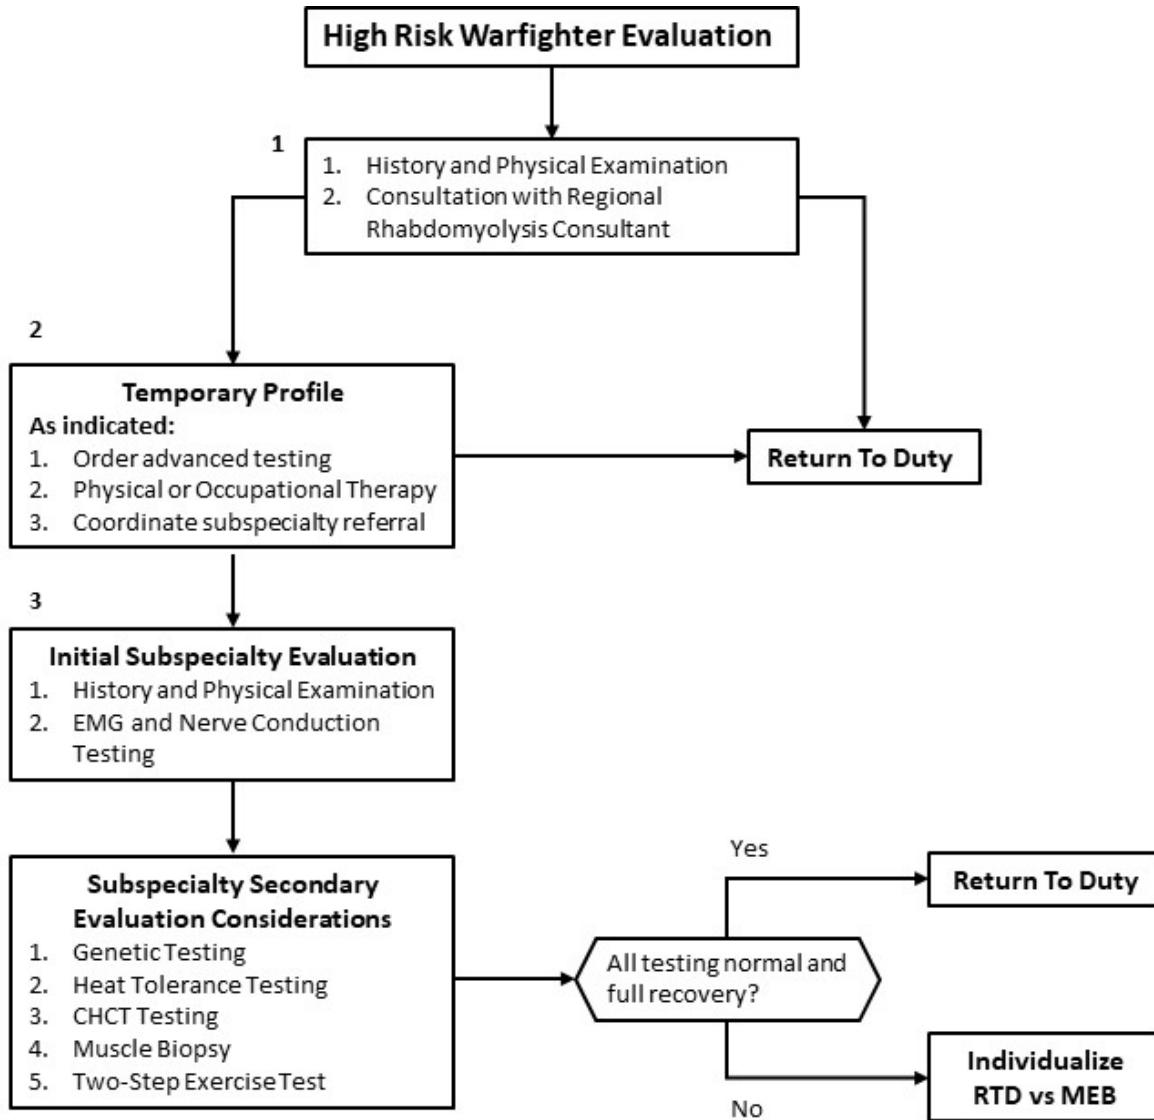 High Risk Warfighter Evaluation
1
1. History and Physical Examination
2. Consultation with Regional
Rhabdomyolysis Consultant
2
Temporary Profile
As indicated:
1. Order advanced testing
2. Physical or Occupational Therapy
3. Coordinate subspecialty referral
Return To Duty
3
Initial Subspecialty Evaluation
1. History and Physical Examination
2. EMG and Nerve Conduction
Testing
Subspecialty Secondary
Evaluation Considerations
1. Genetic Testing
2. Heat Tolerance Testing
3. CHCT Testing
4. Muscle Biopsy
5. Two-Step Exercise Test
All testing normal and
full recovery?
Yes
Return To Duty
No
Individualize
RTD vs MEB